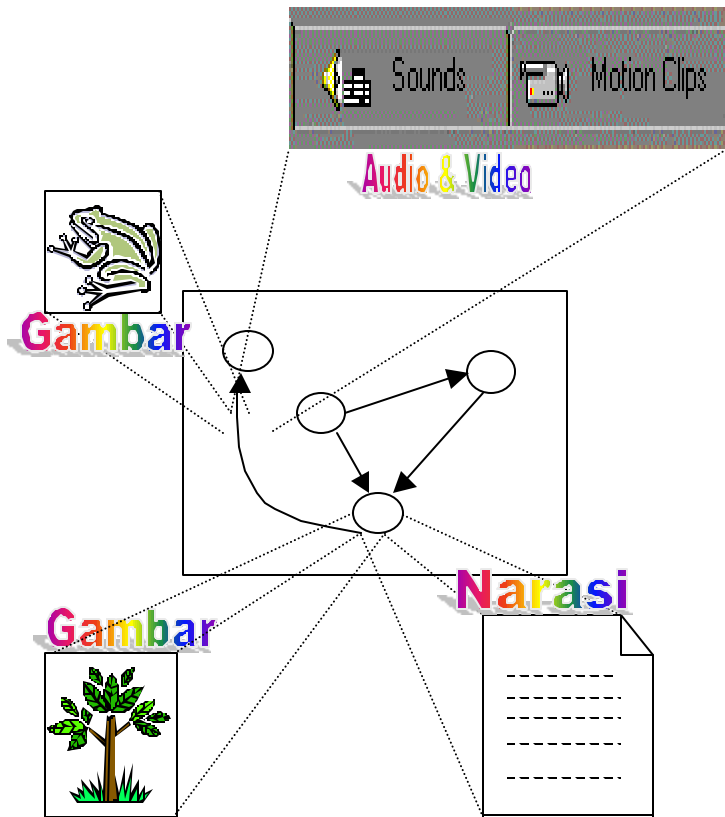 Sounds
Motion Clips
Audio & Video
Gambar
Gambar
Narasi